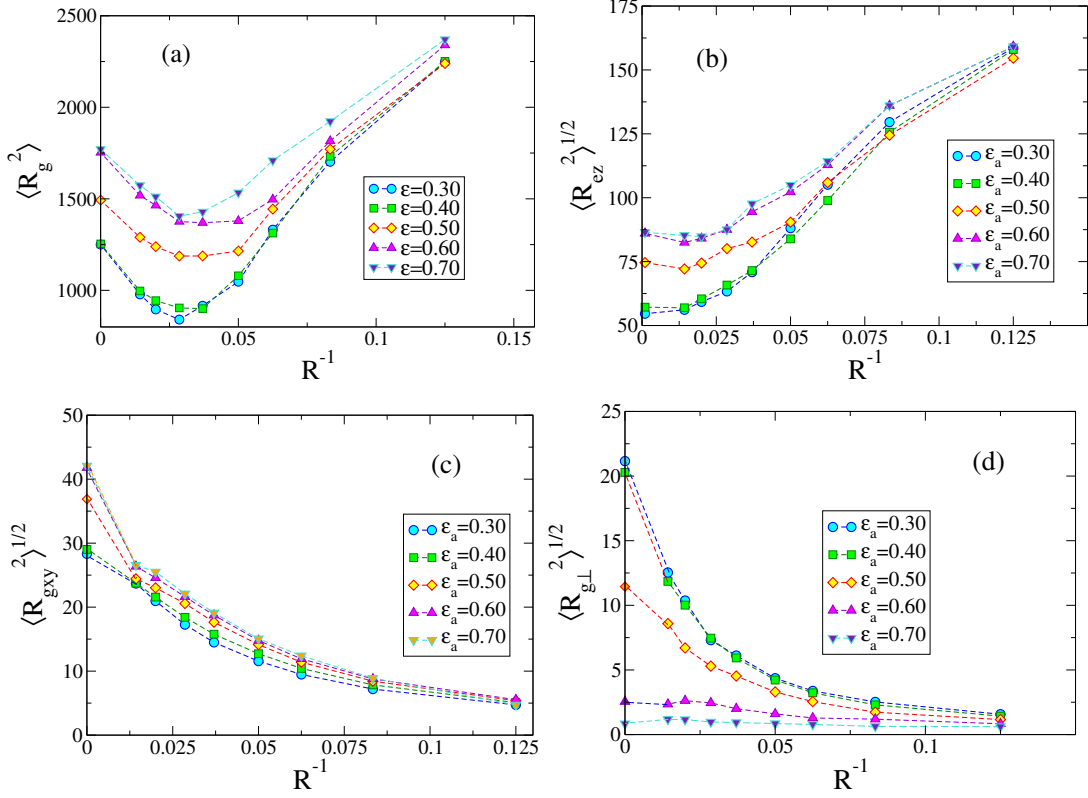 (a)
⟨R_g^2⟩
2500
2000
1500
1000
0
0.05
0.1
0.15
R^-1
ε=0.30
ε=0.40
ε=0.50
ε=0.60
ε=0.70
(b)
⟨R_ez^2⟩^1/2
175
150
125
100
75
50
0
0.025
0.05
0.075
0.1
0.125
R^-1
ε_a=0.30
ε_a=0.40
ε_a=0.50
ε_a=0.60
ε_a=0.70
(c)
⟨R_gxy^2⟩^1/2
50
40
30
20
10
0
0
0.025
0.05
0.075
0.1
0.125
R^-1
ε_a=0.30
ε_a=0.40
ε_a=0.50
ε_a=0.60
ε_a=0.70
(d)
⟨R_g⊥^2⟩^1/2
25
20
15
10
5
0
0
0.05
0.1
R^-1
ε_a=0.30
ε_a=0.40
ε_a=0.50
ε_a=0.60
ε_a=0.70